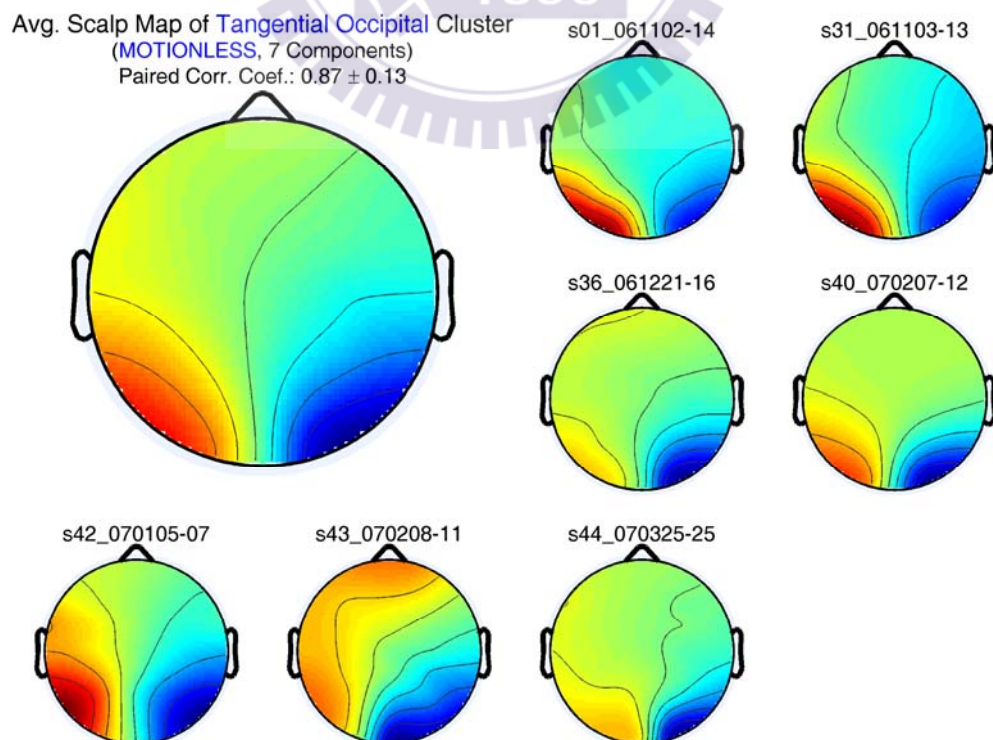 Avg. Scalp Map of Tangential Occipital Cluster
(MOTIONLESS, 7 Components)
Paired Corr. Coef.: 0.87 ± 0.13
s01_061102-14
s31_061103-13
s36_061221-16
s40_070207-12
s42_070105-07
s43_070208-11
s44_070325-25